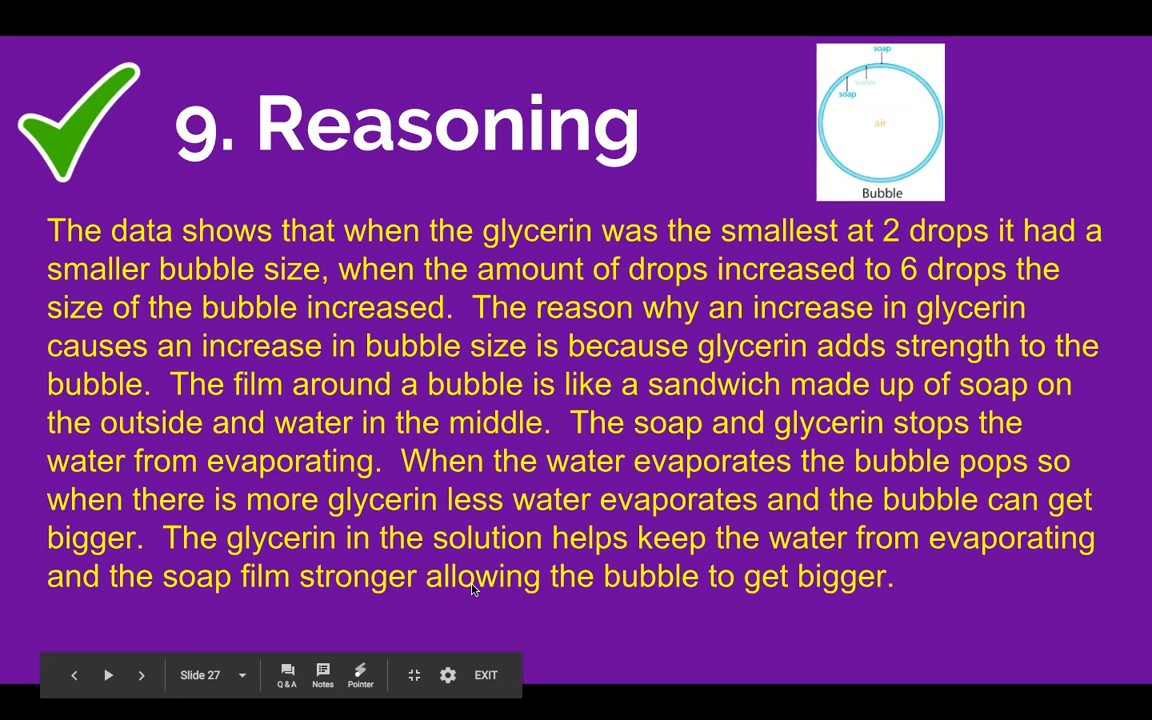 soap
water
soap
air
Bubble
9. Reasoning
The data shows that when the glycerin was the smallest at 2 drops it had a
smaller bubble size, when the amount of drops increased to 6 drops the
size of the bubble increased.  The reason why an increase in glycerin
causes an increase in bubble size is because glycerin adds strength to the
bubble.  The film around a bubble is like a sandwich made up of soap on
the outside and water in the middle.  The soap and glycerin stops the
water from evaporating.  When the water evaporates the bubble pops so
when there is more glycerin less water evaporates and the bubble can get
bigger.  The glycerin in the solution helps keep the water from evaporating
and the soap film stronger allowing the bubble to get bigger.
Slide 27
Q & A
Notes
Pointer
EXIT